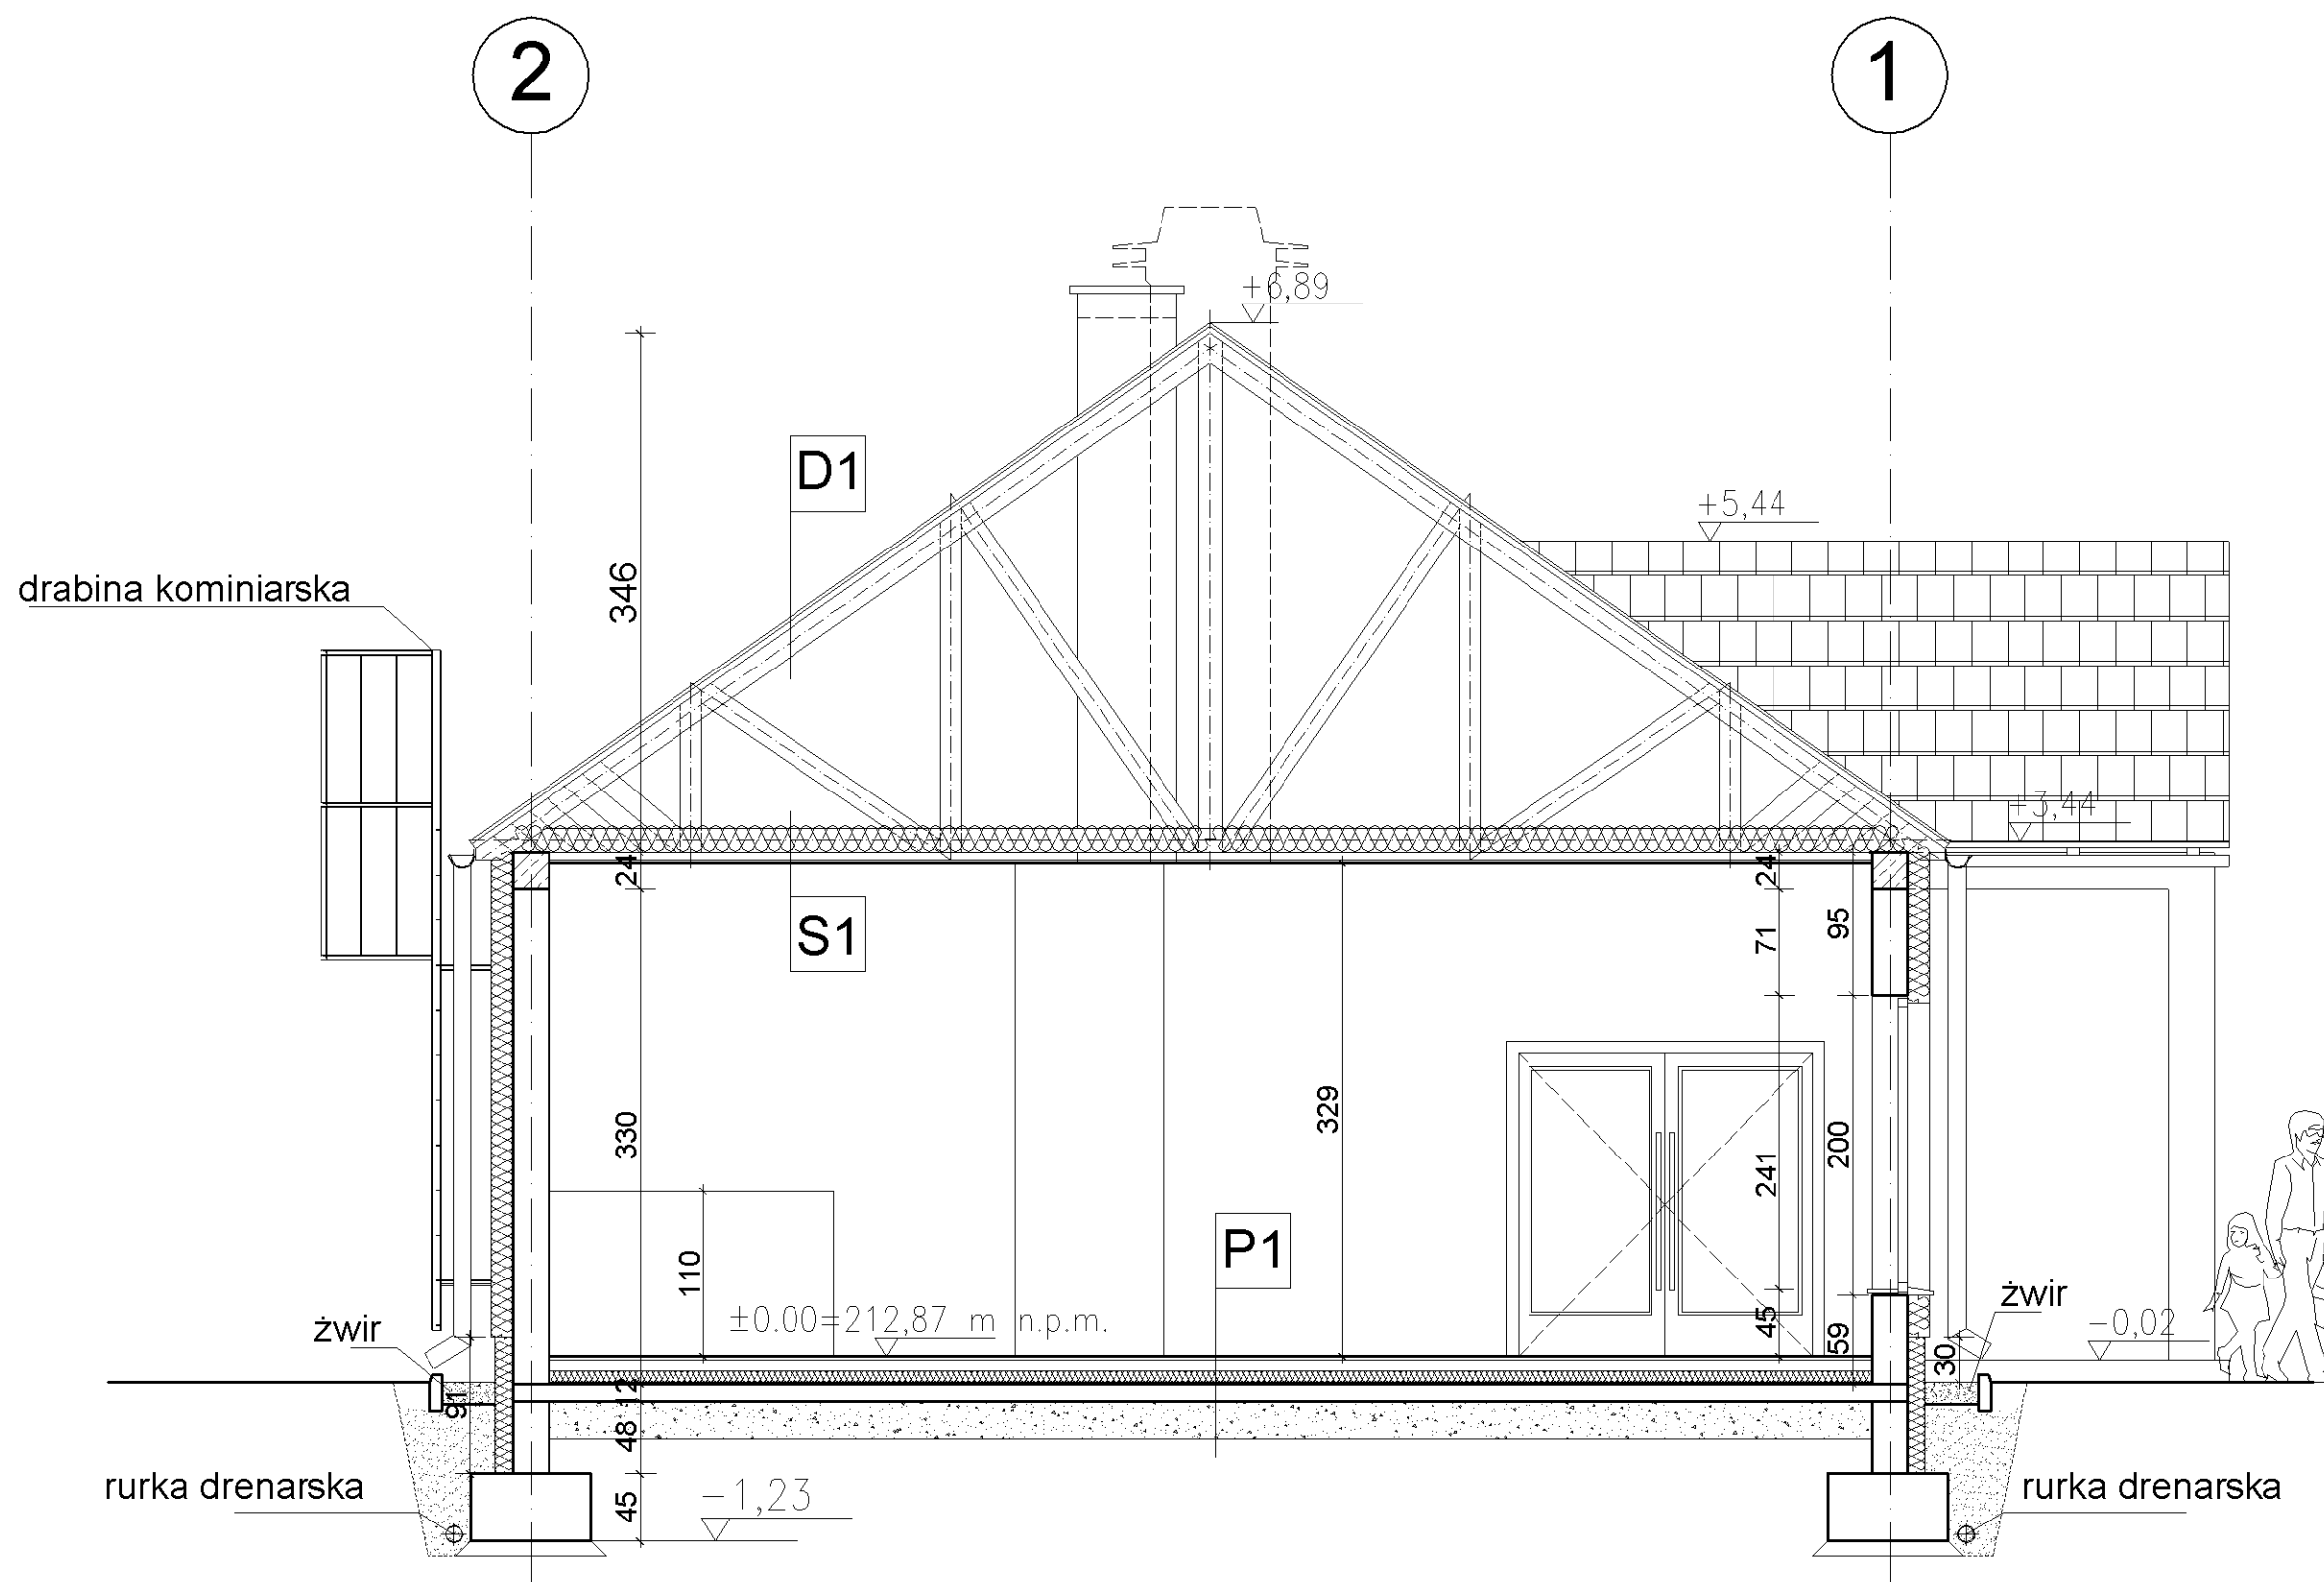 2
1
+6,89
D1
+5,44
drabina kominiarska
346
+3,44
24
24
S1
71
95
330
329
241
200
110
P1
±0.00=212,87 m n.p.m.
żwir
żwir
45
59
30
-0,02
91
12
48
45
-1,23
rurka drenarska
rurka drenarska